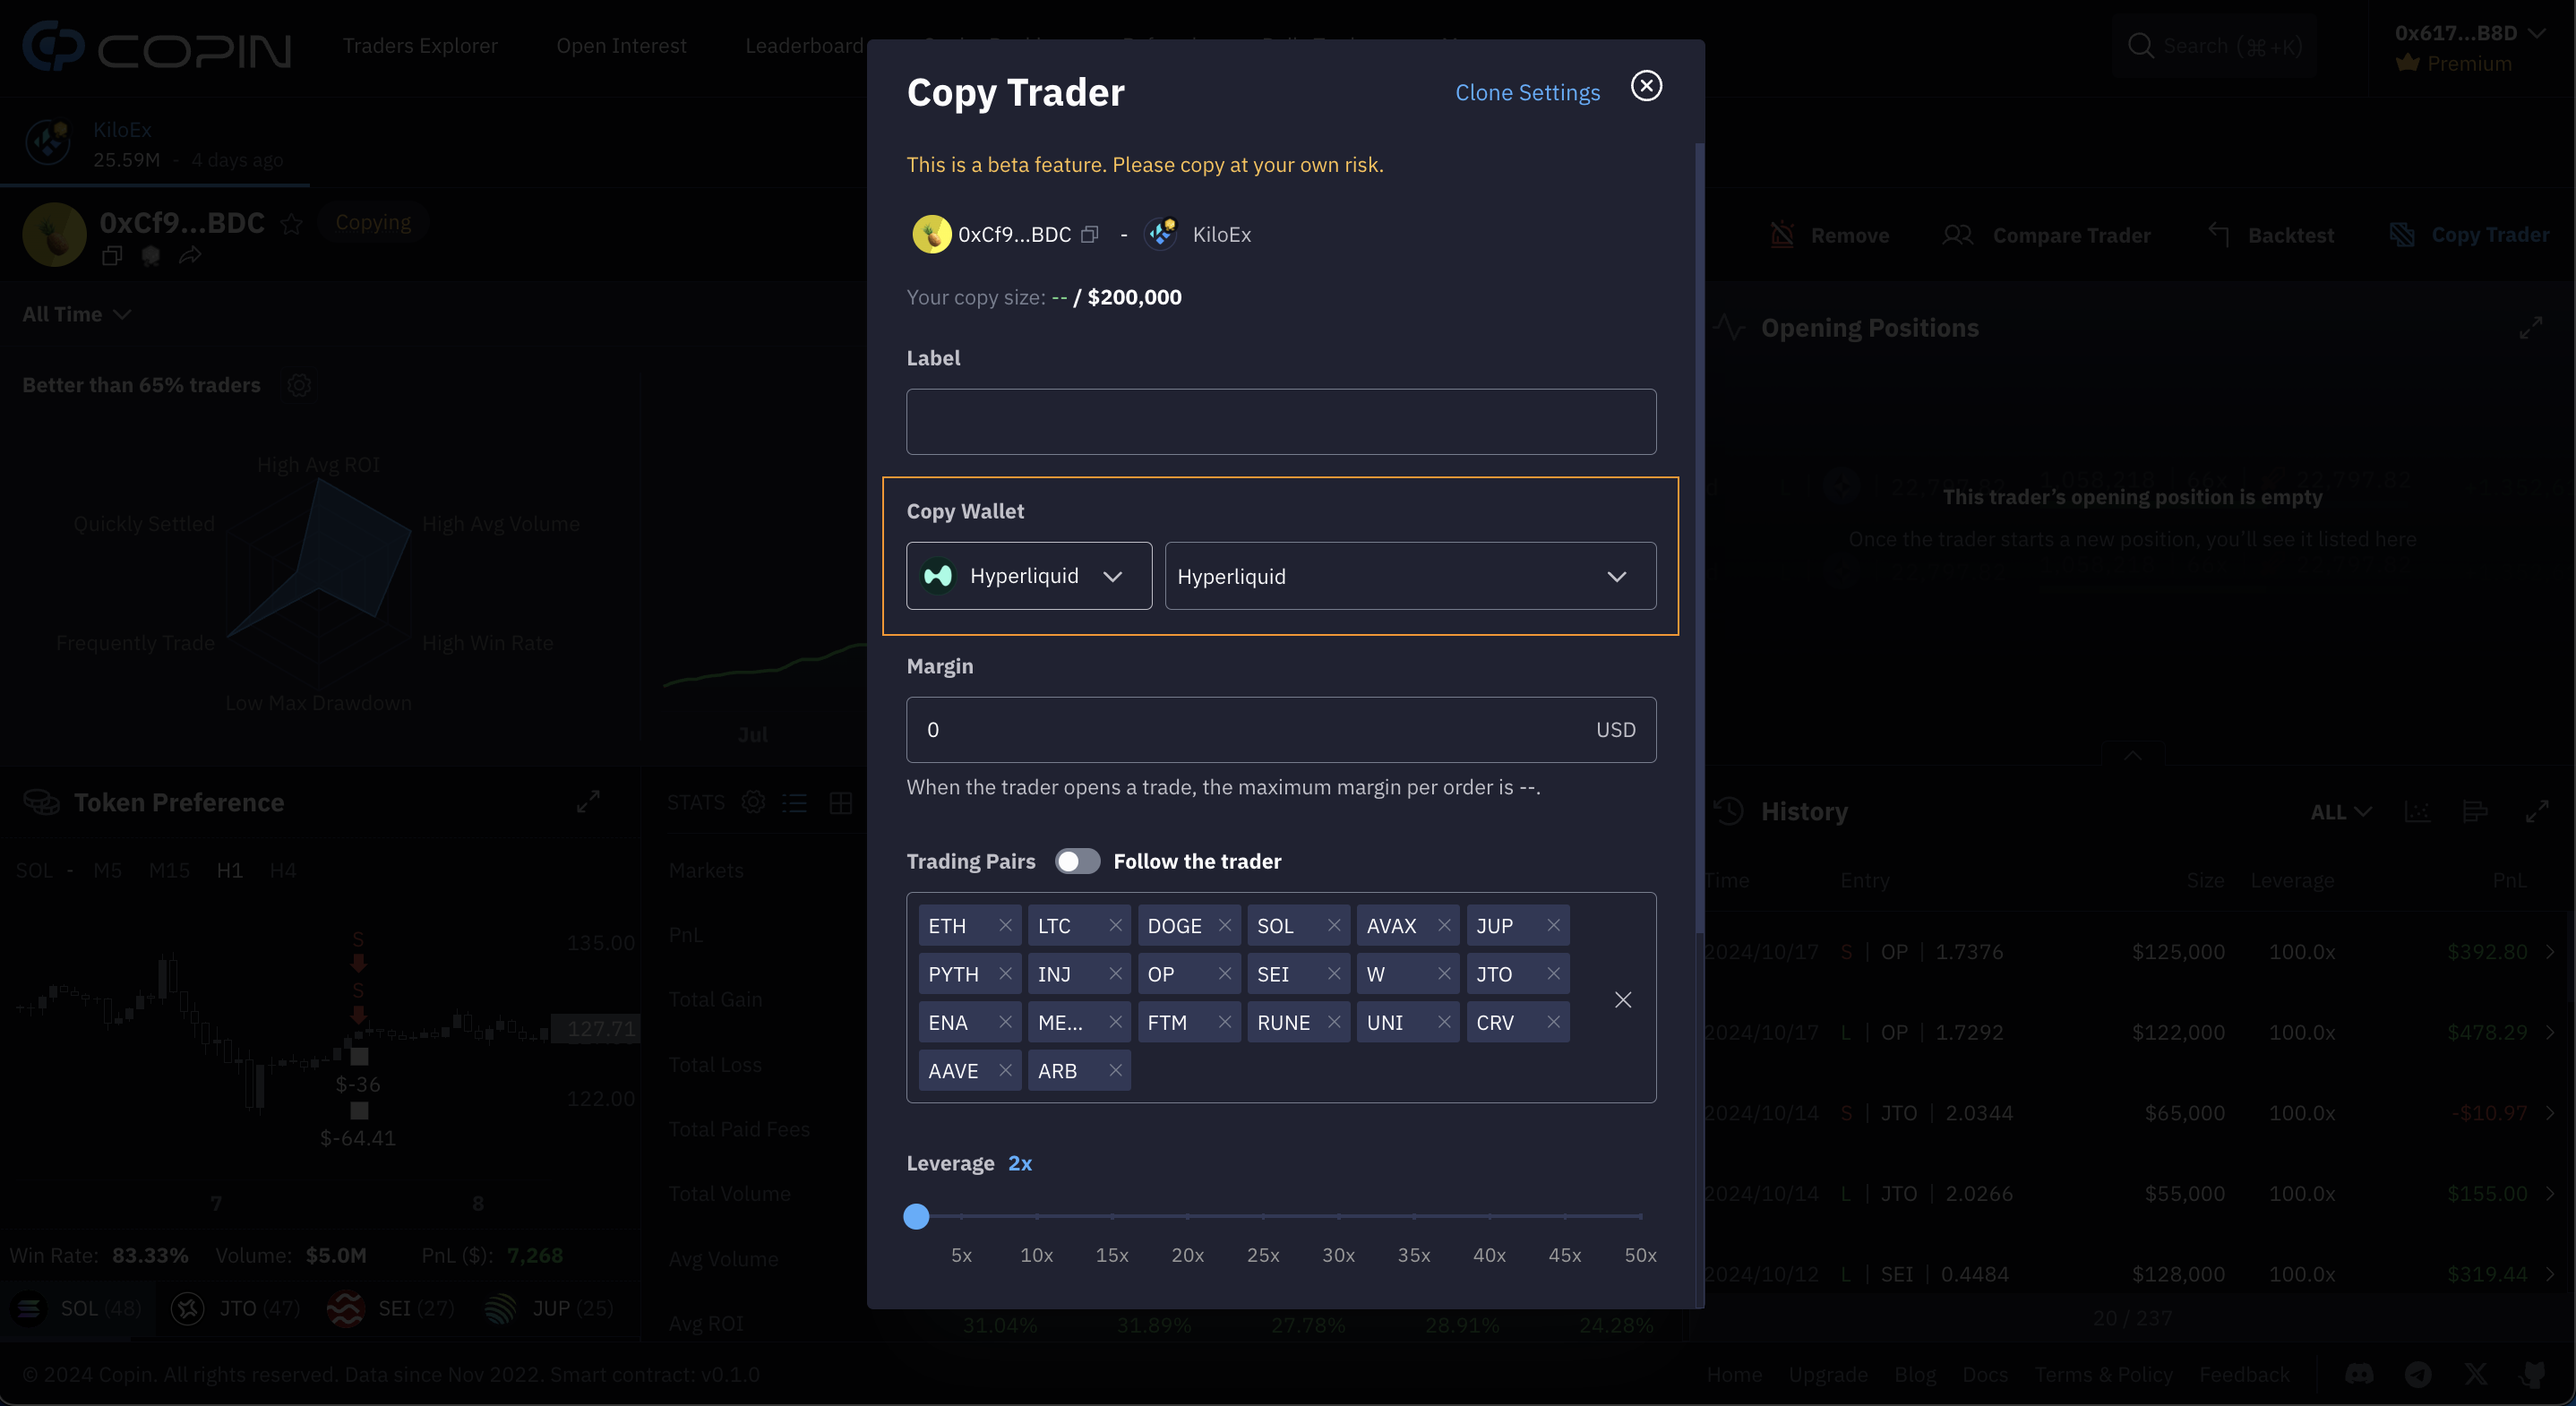 COPIN
Traders Explorer
Open Interest
Leaderboard
Search (⌘+K)
0x617...B8D
Premium
KiloEx
25.59M - 4 days ago
0xCf9...BDC
Copying
Remove
Compare Trader
Backtest
Copy Trader
All Time
Better than 65% traders
High Avg ROI
Quickly Settled
High Avg Volume
Frequently Trade
High Win Rate
Low Max Drawdown
Jul
Token Preference
SOL - M5 M15 H1 H4
135.00
S
S
127.71
$-36
122.00
$-64.41
7 8
Win Rate: 83.33% Volume: $5.0M PnL ($): 7,268
SOL (48) JTO (47) SEI (27) JUP (25)
STATS
Markets
PnL
Total Gain
Total Loss
Total Paid Fees
Total Volume
Avg Volume
Avg ROI 31.04% 31.89% 27.78% 28.91% 24.28%
Copy Trader
Clone Settings
This is a beta feature. Please copy at your own risk.
0xCf9...BDC - KiloEx
Your copy size: -- / $200,000
Label
Copy Wallet
Hyperliquid
Hyperliquid
Margin
0 USD
When the trader opens a trade, the maximum margin per order is --.
Trading Pairs Follow the trader
ETH LTC DOGE SOL AVAX JUP
PYTH INJ OP SEI W JTO
ENA ME... FTM RUNE UNI CRV
AAVE ARB
Leverage 2x
5x 10x 15x 20x 25x 30x 35x 40x 45x 50x
Opening Positions
This trader's opening position is empty
Once the trader starts a new position, you'll see it listed here
History
ALL
Time Entry Size Leverage PnL
2024/10/17 S | OP | 1.7376 $125,000 100.0x $392.80
2024/10/17 L | OP | 1.7292 $122,000 100.0x $478.29
2024/10/14 S | JTO | 2.0344 $65,000 100.0x -$10.97
2024/10/14 L | JTO | 2.0266 $55,000 100.0x $155.00
2024/10/12 L | SEI | 0.4484 $128,000 100.0x $319.44
20 / 237
© 2024 Copin. All rights reserved. Data since Nov 2022. Smart contract: v0.1.0
Home Upgrade Blog Docs Terms & Policy Feedback